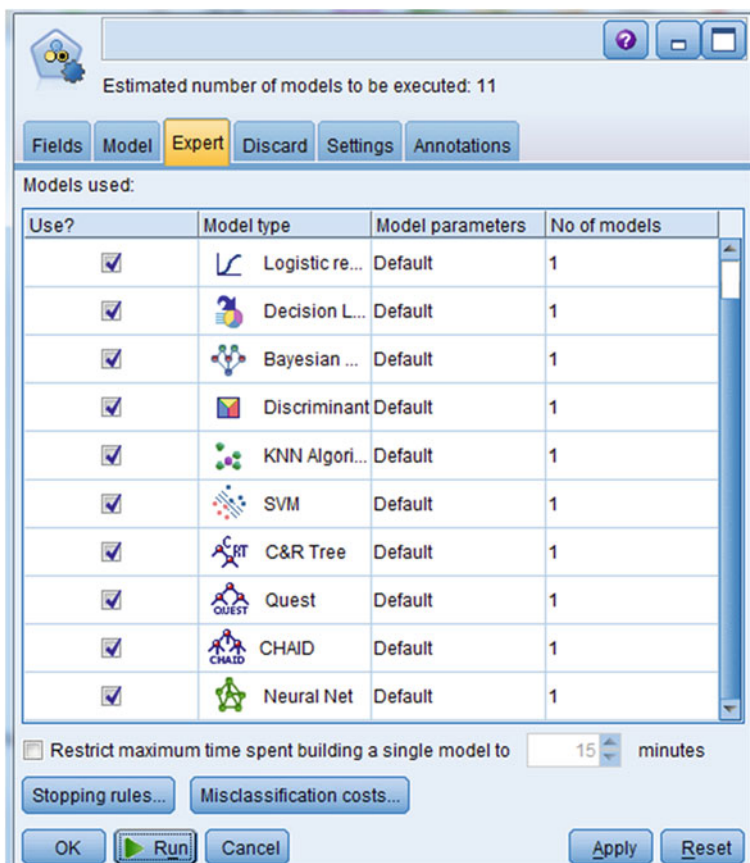 Estimated number of models to be executed: 11
Fields Model Expert Discard Settings Annotations
Models used:
Use? Model type Model parameters No of models
Logistic re... Default 1
Decision L... Default 1
Bayesian ... Default 1
Discriminant Default 1
KNN Algori... Default 1
SVM Default 1
C&R Tree Default 1
QUEST Quest Default 1
CHAID CHAID Default 1
Neural Net Default 1
Restrict maximum time spent building a single model to 15 minutes
Stopping rules... Misclassification costs...
OK Run Cancel Apply Reset